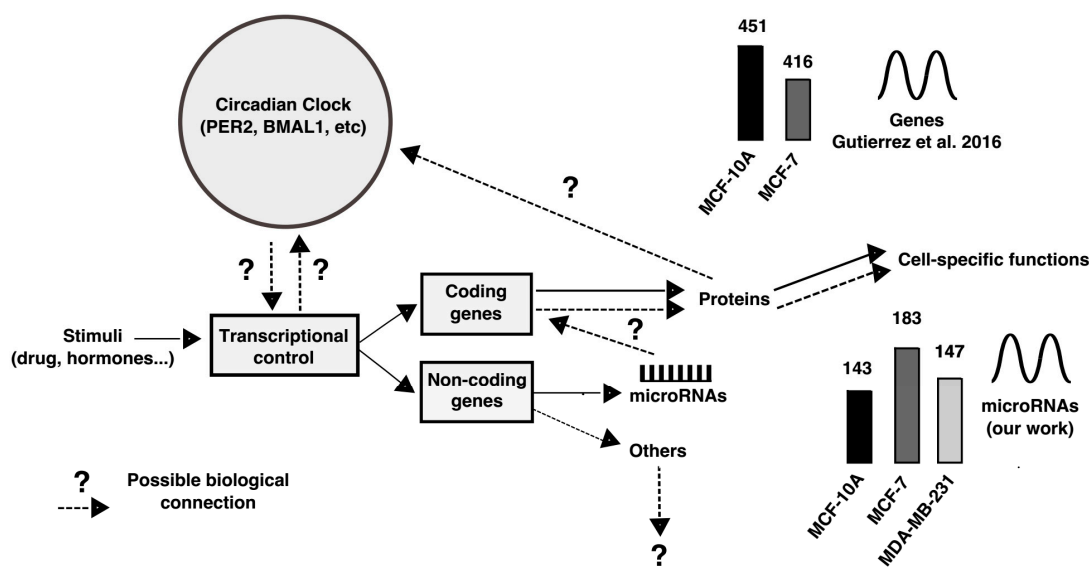 Circadian Clock
(PER2, BMAL1, etc)
451
416
MCF-10A
MCF-7
Genes
Gutierrez et al. 2016
?
?
?
Stimuli
(drug, hormones...)
Transcriptional
control
Coding
genes
Non-coding
genes
Proteins
?
microRNAs
Others
?
Cell-specific functions
143
183
147
MCF-10A
MCF-7
MDA-MB-231
microRNAs
(our work)
?
Possible biological
connection